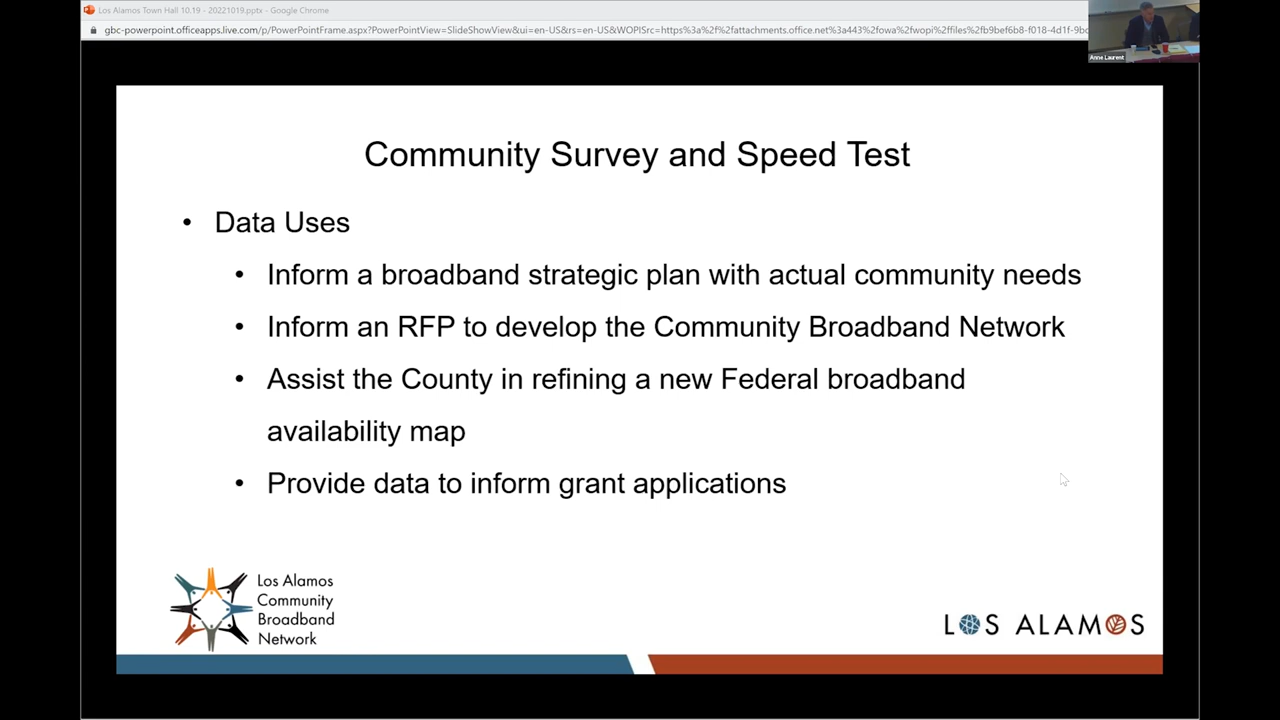 Los Alamos Town Hall 10.19 - 20221019.pptx - Google Chrome
gbc-powerpoint.officeapps.live.com/p/PowerPointFrame.aspx?PowerPointView=SlideShowView&ui=en-US&rs=en-US&WOPISrc=https%3a%2f%2fattachments.office.net%3a443%2fowa%2fwopi%2ffiles%2fb9bef6b8-f018-4d1f-9bc
Anne Laurent
Community Survey and Speed Test
• Data Uses
• Inform a broadband strategic plan with actual community needs
• Inform an RFP to develop the Community Broadband Network
• Assist the County in refining a new Federal broadband
availability map
• Provide data to inform grant applications
Los Alamos
Community
Broadband
Network
LOS ALAMOS